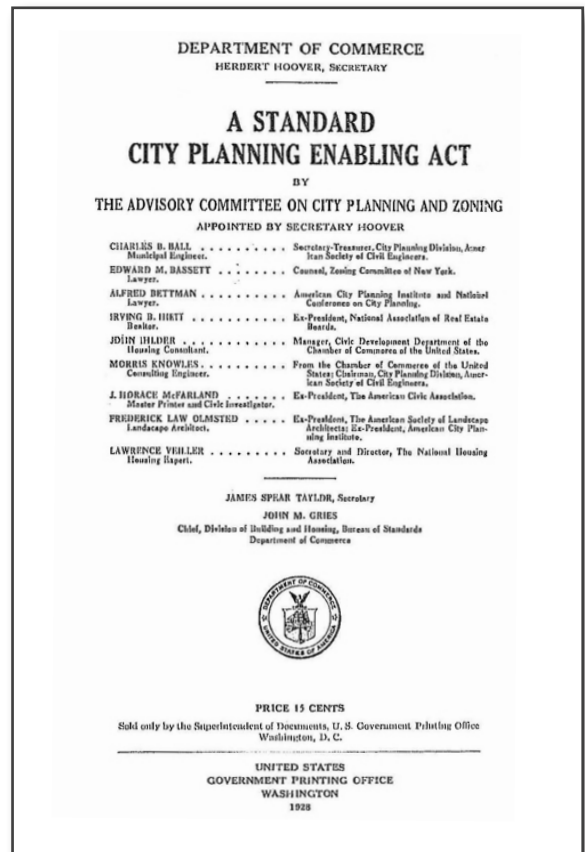 DEPARTMENT OF COMMERCE
HERBERT HOOVER, SECRETARY
A STANDARD
CITY PLANNING ENABLING ACT
BY
THE ADVISORY COMMITTEE ON CITY PLANNING AND ZONING
APPOINTED BY SECRETARY HOOVER
CHARLES B. BALL . . . . . . . . . . Secretary-Treasurer, City Planning Division, Amer-
Municipal Engineer. ican Society of Civil Engineers.
EDWARD M. BASSETT . . . . . . . . Counsel, Zoning Committee of New York.
Lawyer.
ALFRED BETTMAN . . . . . . . . . . American City Planning Institute and National
Lawyer. Conference on City Planning.
IRVING B. HIETT . . . . . . . . . . . Ex-President, National Association of Real Estate
Realtor. Boards.
JOHN IHLDER . . . . . . . . . . . . . Manager, Civic Development Department of the
Housing Consultant. Chamber of Commerce of the United States.
MORRIS KNOWLES. . . . . . . . . . From the Chamber of Commerce of the United
Consulting Engineer. States; Chairman, City Planning Division, Amer-
ican Society of Civil Engineers.
J. HORACE McFARLAND . . . . . . . Ex-President, The American Civic Association.
Master Printer and Civic Investigator.
FREDERICK LAW OLMSTED . . . . . Ex-President, The American Society of Landscape
Landscape Architect. Architects; Ex-President, American City Plan-
ning Institute.
LAWRENCE VEILLER . . . . . . . . . Secretary and Director, The National Housing
Housing Expert. Association.
JAMES SPEAR TAYLOR, Secretary
JOHN M. GRIES
Chief, Division of Building and Housing, Bureau of Standards
Department of Commerce
DEPARTMENT OF COMMERCE
UNITED STATES OF AMERICA
PRICE 15 CENTS
Sold only by the Superintendent of Documents, U. S. Government Printing Office
Washington, D. C.
UNITED STATES
GOVERNMENT PRINTING OFFICE
WASHINGTON
1928